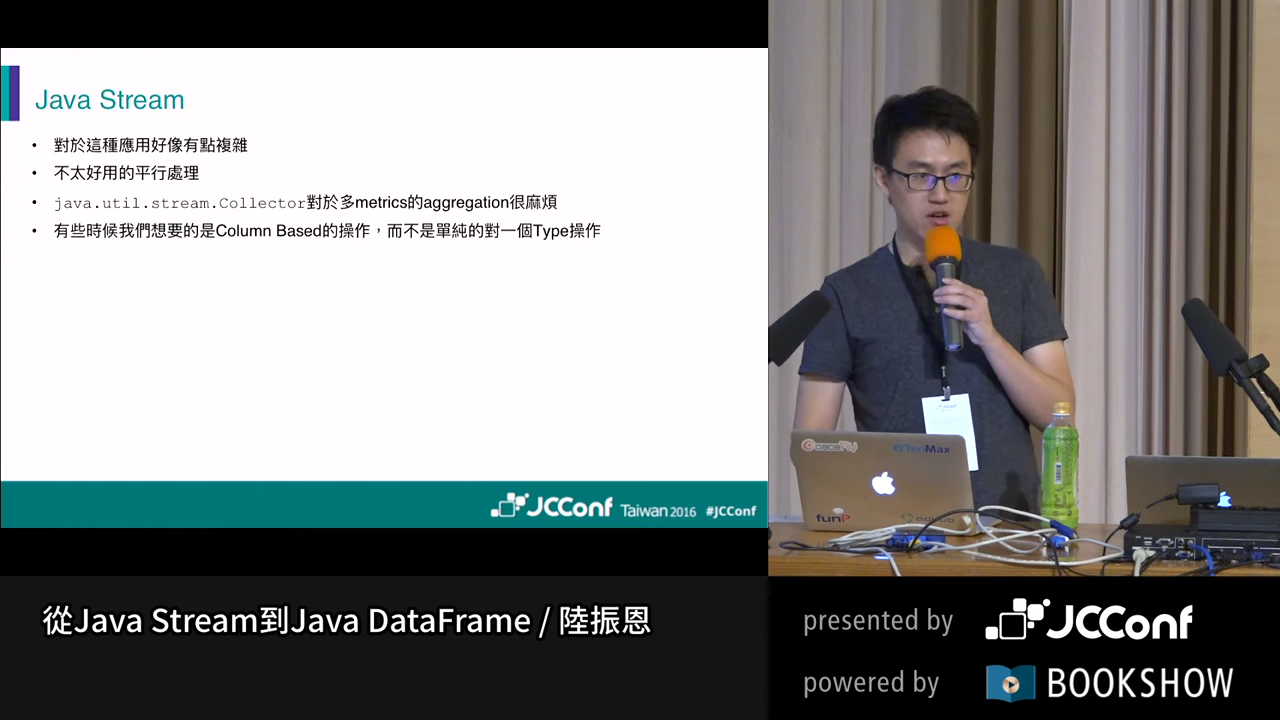 Java Stream
• 對於這種應用好像有點複雜
• 不太好用的平行處理
• java.util.stream.Collector對於多metrics的aggregation很麻煩
• 有些時候我們想要的是Column Based的操作，而不是單純的對一個Type操作
JCConf Taiwan 2016 #JCConf
cacaFly
TenMax
funP
從Java Stream到Java DataFrame / 陸振恩
presented by JCConf
powered by BOOKSHOW